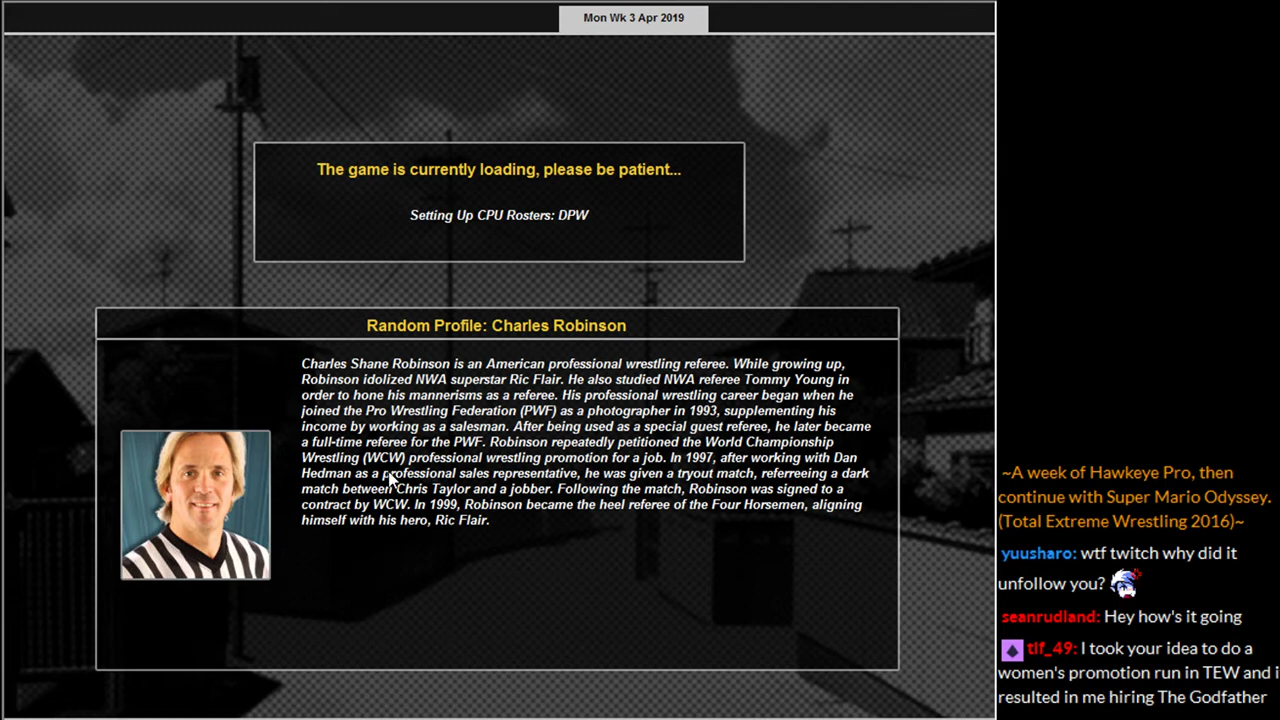 Mon Wk 3 Apr 2019
The game is currently loading, please be patient...
Setting Up CPU Rosters: DPW
Random Profile: Charles Robinson
Charles Shane Robinson is an American professional wrestling referee. While growing up,
Robinson idolized NWA superstar Ric Flair. He also studied NWA referee Tommy Young in
order to hone his mannerisms as a referee. His professional wrestling career began when he
joined the Pro Wrestling Federation (PWF) as a photographer in 1993, supplementing his
income by working as a salesman. After being used as a special guest referee, he later became
a full-time referee for the PWF. Robinson repeatedly petitioned the World Championship
Wrestling (WCW) professional wrestling promotion for a job. In 1997, after working with Dan
Hedman as a professional sales representative, he was given a tryout match, referreeing a dark
match between Chris Taylor and a jobber. Following the match, Robinson was signed to a
contract by WCW. In 1999, Robinson became the heel referee of the Four Horsemen, aligning
himself with his hero, Ric Flair.
~A week of Hawkeye Pro, then
continue with Super Mario Odyssey.
(Total Extreme Wrestling 2016)~
yuusharo: wtf twitch why did it
unfollow you?
seanrudland: Hey how's it going
tif_49: I took your idea to do a
women's promotion run in TEW and i
resulted in me hiring The Godfather